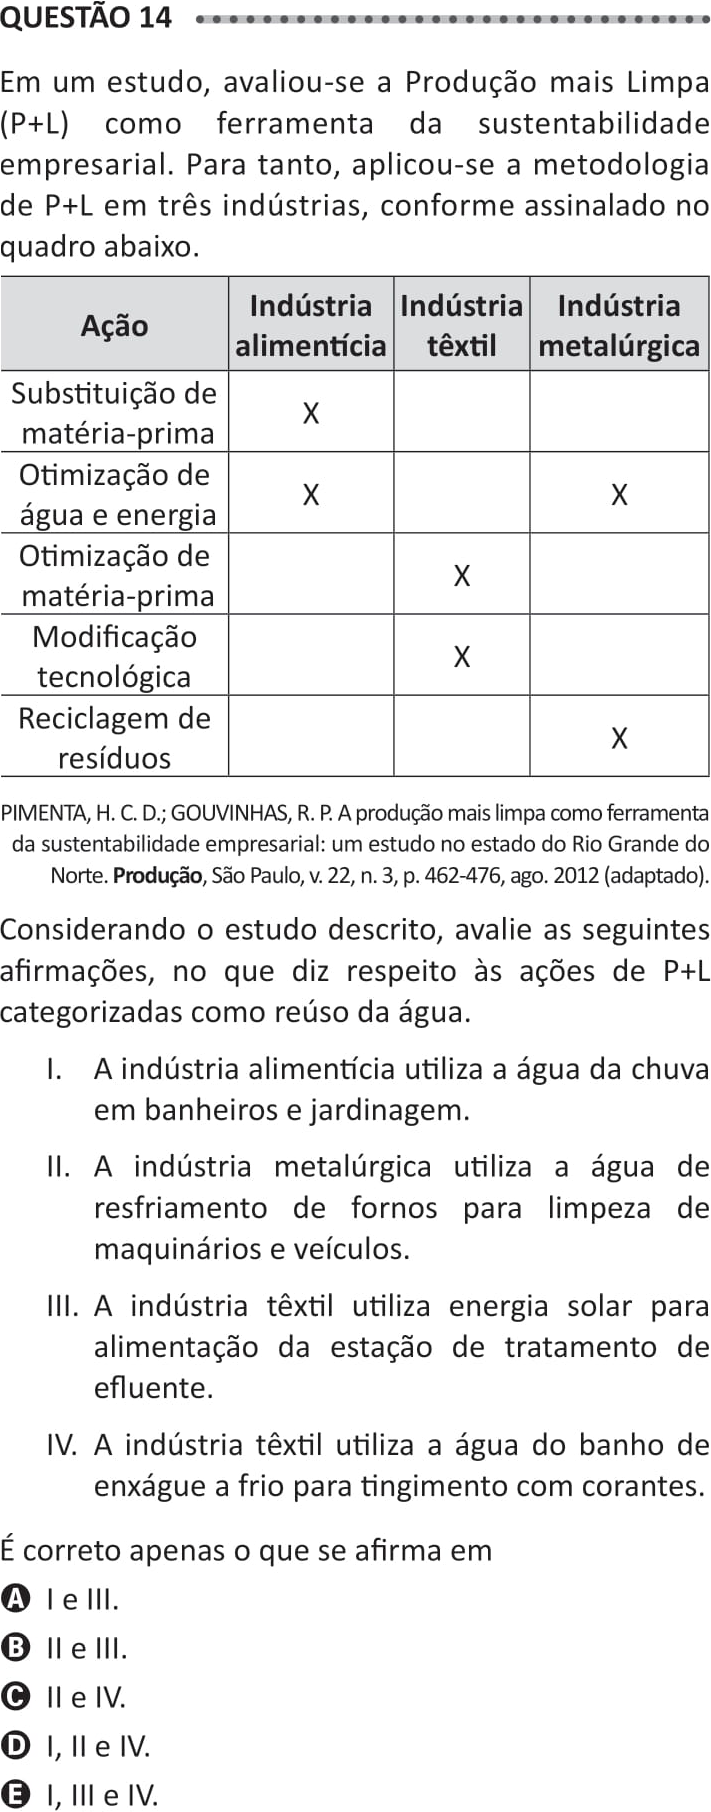 QUESTÃO 14
Em um estudo, avaliou-se a Produção mais Limpa
(P+L) como ferramenta da sustentabilidade
empresarial. Para tanto, aplicou-se a metodologia
de P+L em três indústrias, conforme assinalado no
quadro abaixo.
Ação
Indústria alimentícia
Indústria têxtil
Indústria metalúrgica
Substituição de
matéria-prima
X
Otimização de
água e energia
X
X
Otimização de
matéria-prima
X
Modificação
tecnológica
X
Reciclagem de
resíduos
X
PIMENTA, H. C. D.; GOUVINHAS, R. P. A produção mais limpa como ferramenta
da sustentabilidade empresarial: um estudo no estado do Rio Grande do
Norte. Produção, São Paulo, v. 22, n. 3, p. 462-476, ago. 2012 (adaptado).
Considerando o estudo descrito, avalie as seguintes
afirmações, no que diz respeito às ações de P+L
categorizadas como reúso da água.
I. A indústria alimentícia utiliza a água da chuva
em banheiros e jardinagem.
II. A indústria metalúrgica utiliza a água de
resfriamento de fornos para limpeza de
maquinários e veículos.
III. A indústria têxtil utiliza energia solar para
alimentação da estação de tratamento de
efluente.
IV. A indústria têxtil utiliza a água do banho de
enxágue a frio para tingimento com corantes.
É correto apenas o que se afirma em
A I e III.
B II e III.
C II e IV.
D I, II e IV.
E I, III e IV.